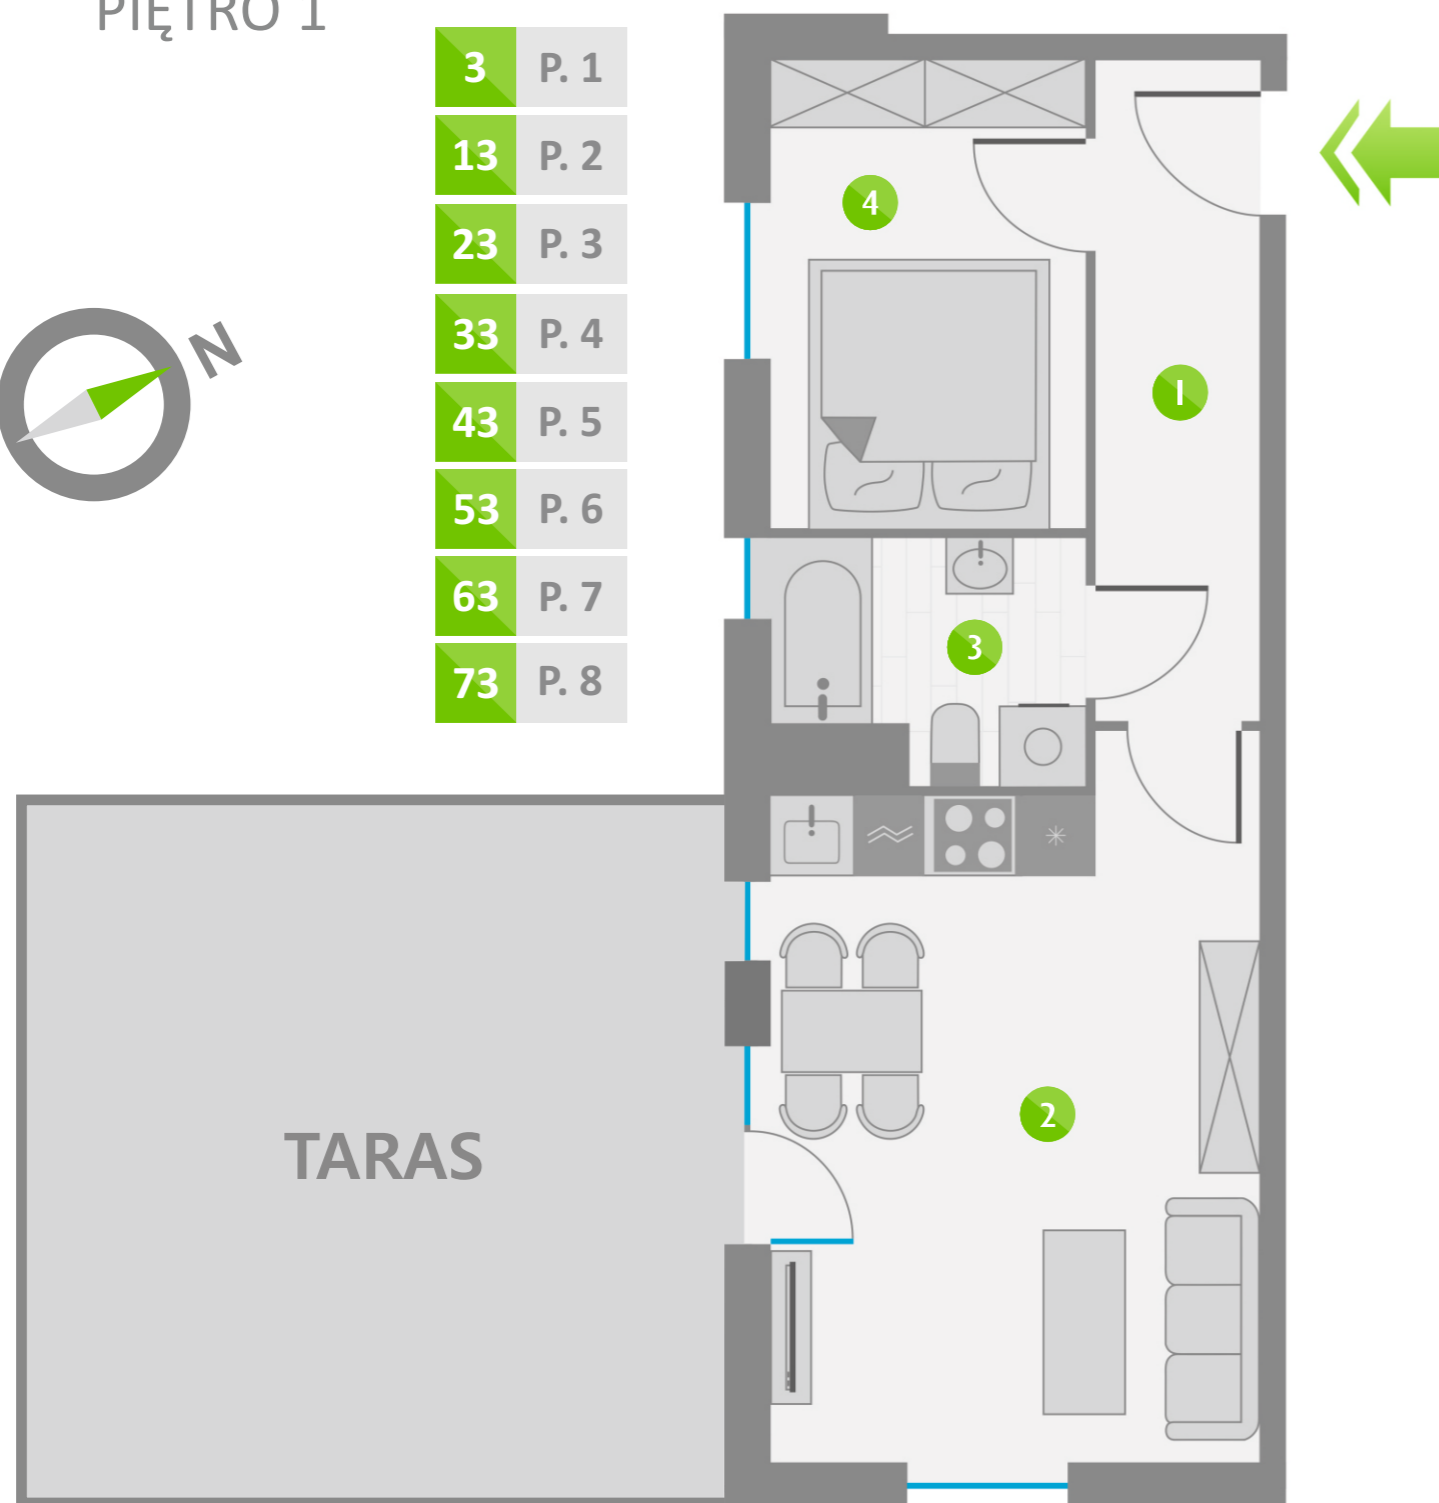 PIĘTRO 1
3 P. 1
13 P. 2
23 P. 3
33 P. 4
43 P. 5
53 P. 6
63 P. 7
73 P. 8
N
4
1
3
2
TARAS